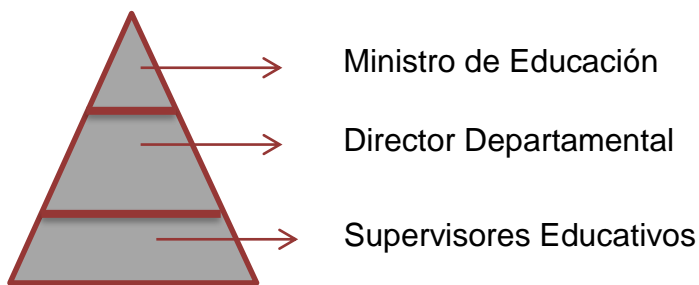 Ministro de Educación
Director Departamental
Supervisores Educativos